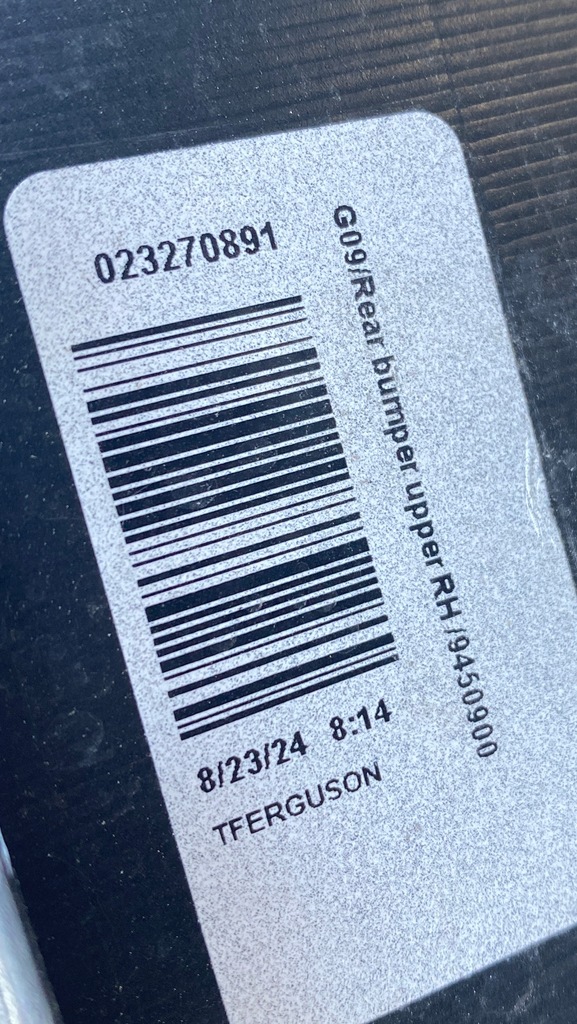 023270891
G09/Rear bumper upper RH /9450900
8/23/24 8:14
TFERGUSON